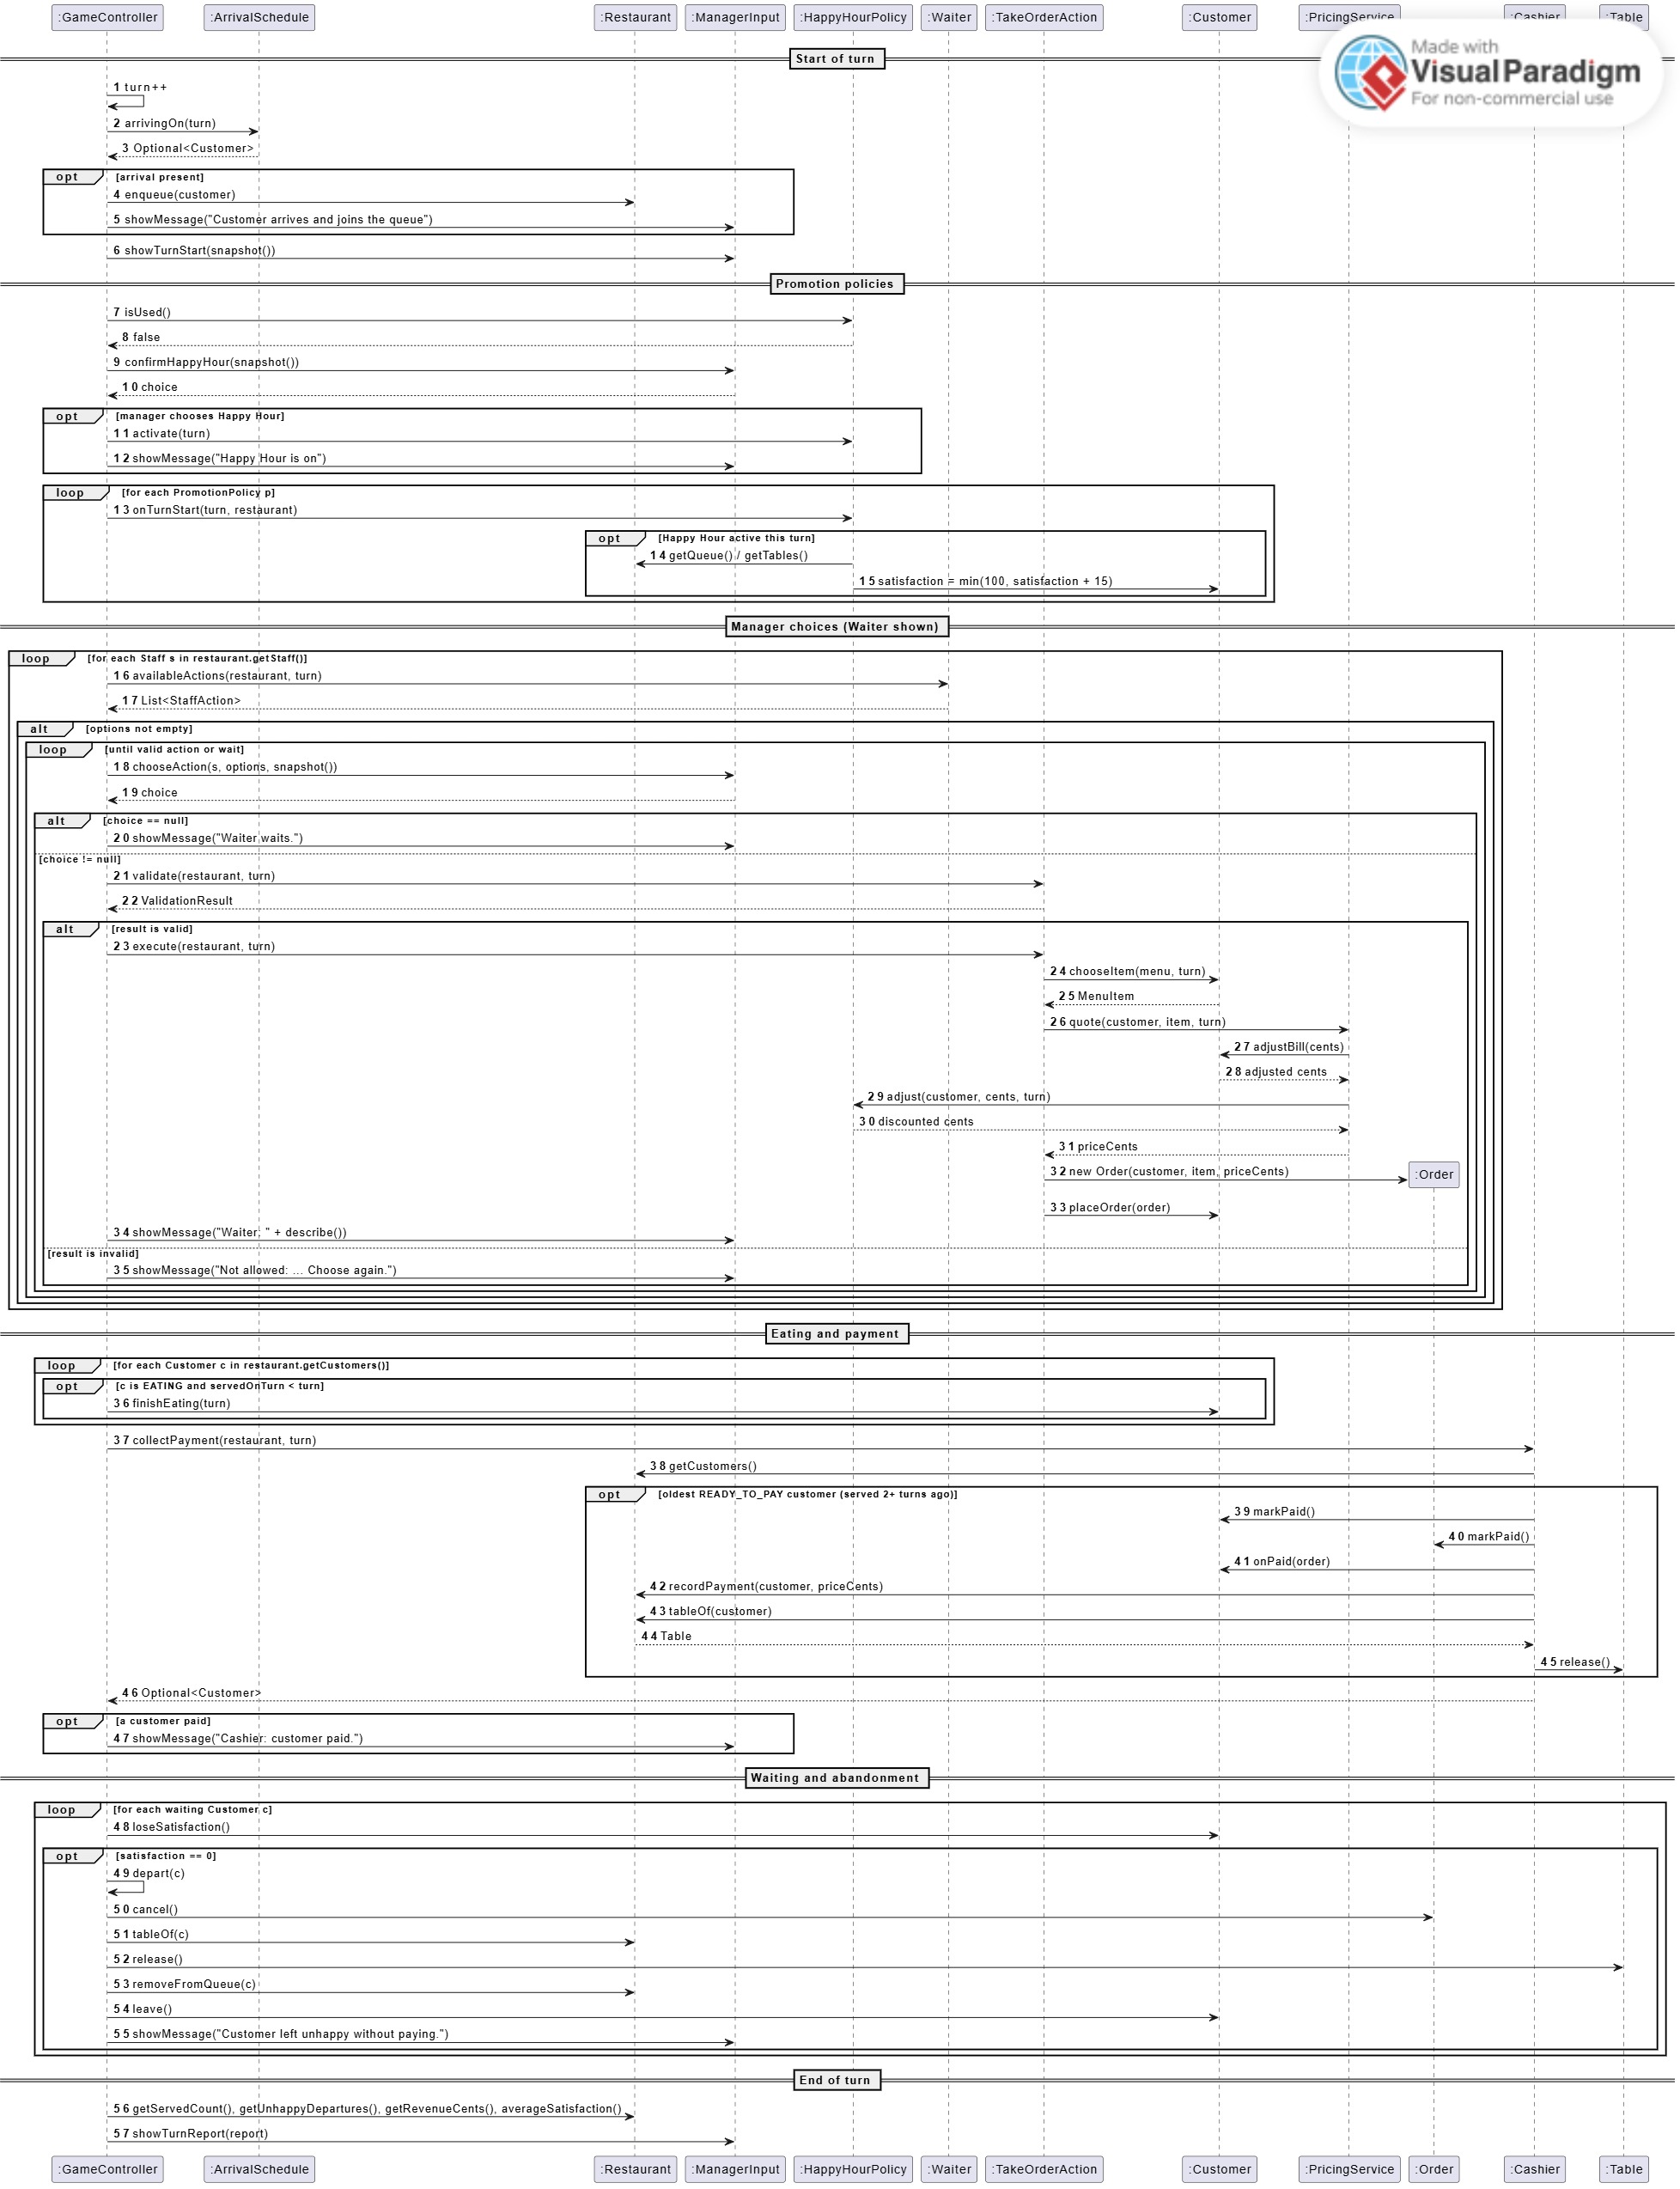 :GameController :ArrivalSchedule :Restaurant :ManagerInput :HappyHourPolicy :Waiter :TakeOrderAction :Customer :PricingService :Cashier :Table
Made with
Visual Paradigm
For non-commercial use
Start of turn
1 turn++
2 arrivingOn(turn)
3 Optional<Customer>
opt [arrival present]
4 enqueue(customer)
5 showMessage("Customer arrives and joins the queue")
6 showTurnStart(snapshot())
Promotion policies
7 isUsed()
8 false
9 confirmHappyHour(snapshot())
10 choice
opt [manager chooses Happy Hour]
11 activate(turn)
12 showMessage("Happy Hour is on")
loop [for each PromotionPolicy p]
13 onTurnStart(turn, restaurant)
opt [Happy Hour active this turn]
14 getQueue() / getTables()
15 satisfaction = min(100, satisfaction + 15)
Manager choices (Waiter shown)
loop [for each Staff s in restaurant.getStaff()]
16 availableActions(restaurant, turn)
17 List<StaffAction>
alt [options not empty]
loop [until valid action or wait]
18 chooseAction(s, options, snapshot())
19 choice
alt [choice == null]
20 showMessage("Waiter waits.")
[choice != null]
21 validate(restaurant, turn)
22 ValidationResult
alt [result is valid]
23 execute(restaurant, turn)
24 chooseItem(menu, turn)
25 MenuItem
26 quote(customer, item, turn)
27 adjustBill(cents)
28 adjusted cents
29 adjust(customer, cents, turn)
30 discounted cents
31 priceCents
32 new Order(customer, item, priceCents) :Order
33 placeOrder(order)
34 showMessage("Waiter: " + describe())
[result is invalid]
35 showMessage("Not allowed: ... Choose again.")
Eating and payment
loop [for each Customer c in restaurant.getCustomers()]
opt [c is EATING and servedOnTurn < turn]
36 finishEating(turn)
37 collectPayment(restaurant, turn)
38 getCustomers()
opt [oldest READY_TO_PAY customer (served 2+ turns ago)]
39 markPaid()
40 markPaid()
41 onPaid(order)
42 recordPayment(customer, priceCents)
43 tableOf(customer)
44 Table
45 release()
46 Optional<Customer>
opt [a customer paid]
47 showMessage("Cashier: customer paid.")
Waiting and abandonment
loop [for each waiting Customer c]
48 loseSatisfaction()
opt [satisfaction == 0]
49 depart(c)
50 cancel()
51 tableOf(c)
52 release()
53 removeFromQueue(c)
54 leave()
55 showMessage("Customer left unhappy without paying.")
End of turn
56 getServedCount(), getUnhappyDepartures(), getRevenueCents(), averageSatisfaction()
57 showTurnReport(report)
:GameController :ArrivalSchedule :Restaurant :ManagerInput :HappyHourPolicy :Waiter :TakeOrderAction :Customer :PricingService :Order :Cashier :Table